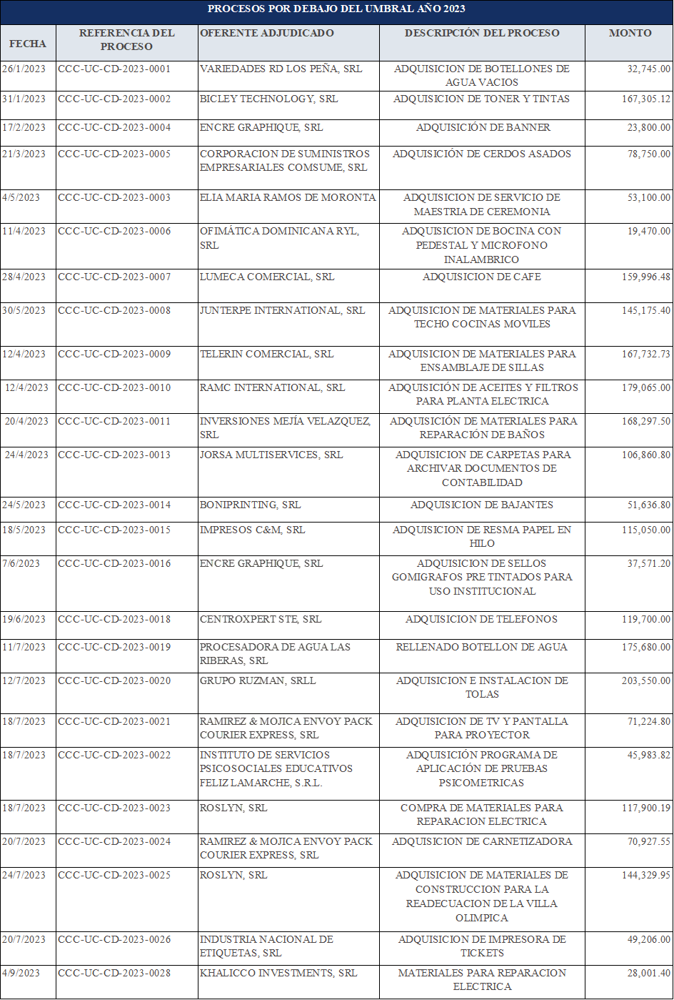 PROCESOS POR DEBAJO DEL UMBRAL AÑO 2023
FECHA REFERENCIA DEL PROCESO OFERENTE ADJUDICADO DESCRIPCIÓN DEL PROCESO MONTO
26/1/2023 CCC-UC-CD-2023-0001 VARIEDADES RD LOS PEÑA, SRL ADQUISICION DE BOTELLONES DE 32,745.00
AGUA VACIOS
31/1/2023 CCC-UC-CD-2023-0002 BICLEY TECHNOLOGY, SRL ADQUISICION DE TONER Y TINTAS 167,305.12
17/2/2023 CCC-UC-CD-2023-0004 ENCRE GRAPHIQUE, SRL ADQUISICIÓN DE BANNER 23,800.00
21/3/2023 CCC-UC-CD-2023-0005 CORPORACION DE SUMINISTROS ADQUISICIÓN DE CERDOS ASADOS 78,750.00
EMPRESARIALES COMSUME, SRL
4/5/2023 CCC-UC-CD-2023-0003 ELIA MARIA RAMOS DE MORONTA ADQUISICION DE SERVICIO DE 53,100.00
MAESTRIA DE CEREMONIA
11/4/2023 CCC-UC-CD-2023-0006 OFIMÁTICA DOMINICANA RYL, ADQUISICION DE BOCINA CON 19,470.00
SRL PEDESTAL Y MICROFONO
INALAMBRICO
28/4/2023 CCC-UC-CD-2023-0007 LUMECA COMERCIAL, SRL ADQUISICION DE CAFE 159,996.48
30/5/2023 CCC-UC-CD-2023-0008 JUNTERPE INTERNATIONAL, SRL ADQUISICION DE MATERIALES PARA 145,175.40
TECHO COCINAS MOVILES
12/4/2023 CCC-UC-CD-2023-0009 TELERIN COMERCIAL, SRL ADQUISICION DE MATERIALES PARA 167,732.73
ENSAMBLAJE DE SILLAS
12/4/2023 CCC-UC-CD-2023-0010 RAMC INTERNATIONAL, SRL ADQUISICIÓN DE ACEITES Y FILTROS 179,065.00
PARA PLANTA ELECTRICA
20/4/2023 CCC-UC-CD-2023-0011 INVERSIONES MEJÍA VELAZQUEZ, ADQUISICIÓN DE MATERIALES PARA 168,297.50
SRL REPARACIÓN DE BAÑOS
24/4/2023 CCC-UC-CD-2023-0013 JORSA MULTISERVICES, SRL ADQUISICION DE CARPETAS PARA 106,860.80
ARCHIVAR DOCUMENTOS DE
CONTABILIDAD
24/5/2023 CCC-UC-CD-2023-0014 BONIPRINTING, SRL ADQUISICION DE BAJANTES 51,636.80
18/5/2023 CCC-UC-CD-2023-0015 IMPRESOS C&M, SRL ADQUISICION DE RESMA PAPEL EN 115,050.00
HILO
7/6/2023 CCC-UC-CD-2023-0016 ENCRE GRAPHIQUE, SRL ADQUISICION DE SELLOS 37,571.20
GOMIGRAFOS PRE TINTADOS PARA
USO INSTITUCIONAL
19/6/2023 CCC-UC-CD-2023-0018 CENTROXPERT STE, SRL ADQUISICION DE TELEFONOS 119,700.00
11/7/2023 CCC-UC-CD-2023-0019 PROCESADORA DE AGUA LAS RELLENADO BOTELLON DE AGUA 175,680.00
RIBERAS, SRL
12/7/2023 CCC-UC-CD-2023-0020 GRUPO RUZMAN, SRLL ADQUISICION E INSTALACION DE 203,550.00
TOLAS
18/7/2023 CCC-UC-CD-2023-0021 RAMIREZ & MOJICA ENVOY PACK ADQUISICION DE TV Y PANTALLA 71,224.80
COURIER EXPRESS, SRL PARA PROYECTOR
18/7/2023 CCC-UC-CD-2023-0022 INSTITUTO DE SERVICIOS ADQUISICIÓN PROGRAMA DE 45,983.82
PSICOSOCIALES EDUCATIVOS APLICACIÓN DE PRUEBAS
FELIZ LAMARCHE, S.R.L. PSICOMETRICAS
18/7/2023 CCC-UC-CD-2023-0023 ROSLYN, SRL COMPRA DE MATERIALES PARA 117,900.19
REPARACION ELECTRICA
20/7/2023 CCC-UC-CD-2023-0024 RAMIREZ & MOJICA ENVOY PACK ADQUISICION DE CARNETIZADORA 70,927.55
COURIER EXPRESS, SRL
24/7/2023 CCC-UC-CD-2023-0025 ROSLYN, SRL ADQUISICION DE MATERIALES DE 144,329.95
CONSTRUCCION PARA LA
READECUACION DE LA VILLA
OLIMPICA
20/7/2023 CCC-UC-CD-2023-0026 INDUSTRIA NACIONAL DE ADQUISICION DE IMPRESORA DE 49,206.00
ETIQUETAS, SRL TICKETS
4/9/2023 CCC-UC-CD-2023-0028 KHALICCO INVESTMENTS, SRL MATERIALES PARA REPARACION 28,001.40
ELECTRICA